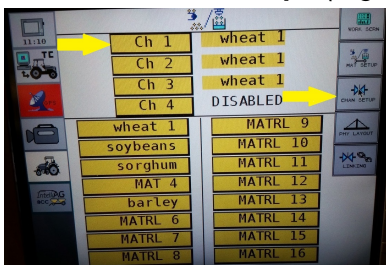 11:10
TC
WORK SCRN
MAT SETUP
CHAN SETUP
PHY LAYOUT
LINKING
Ch 1 wheat 1
Ch 2 wheat 1
Ch 3 wheat 1
Ch 4 DISABLED
wheat 1 MATRL 9
soybeans MATRL 10
sorghum MATRL 11
MAT 4 MATRL 12
barley MATRL 13
MATRL 6 MATRL 14
MATRL 7 MATRL 15
MATRL 8 MATRL 16